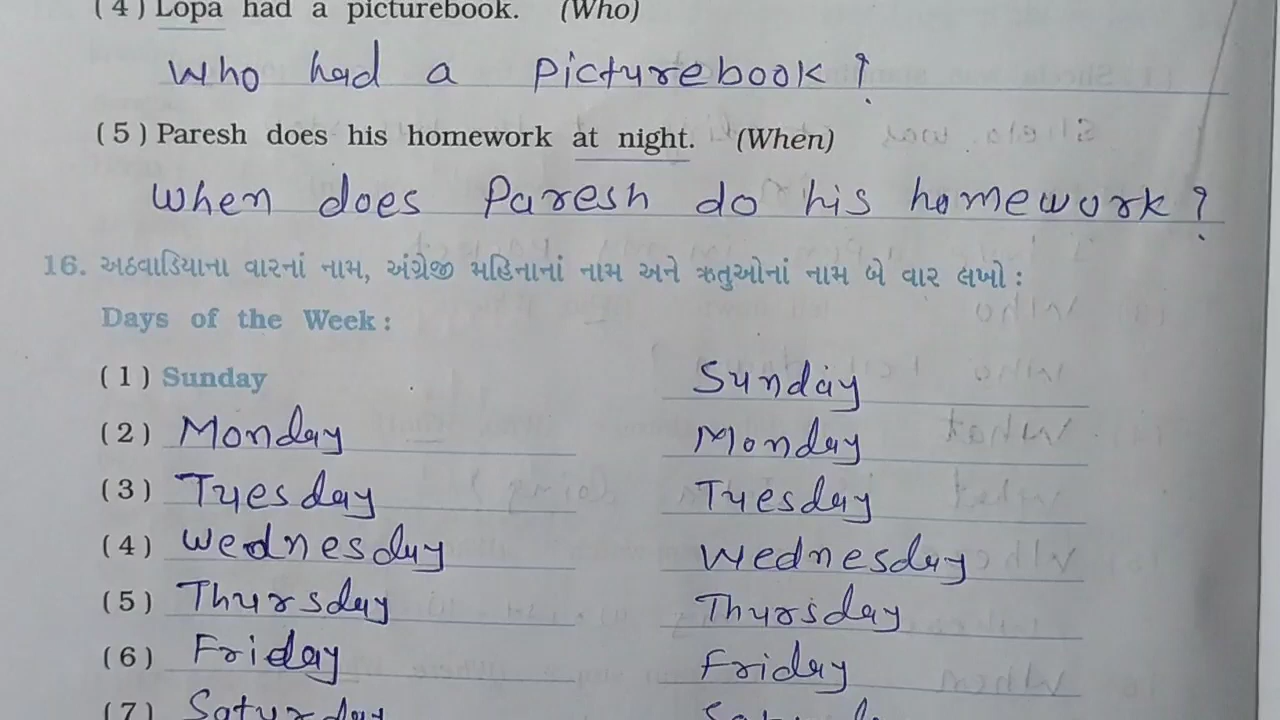 (4) Lopa had a picturebook. (Who)
Who had a picturebook?
(5) Paresh does his homework at night. (When)
When does Paresh do his homework?
16. અઠવાડિયાના વારનાં નામ, અંગ્રેજી મહિનાનાં નામ અને ઋતુઓનાં નામ બે વાર લખો :
Days of the Week :
(1) Sunday Sunday
(2) Monday Monday
(3) Tuesday Tuesday
(4) Wednesday Wednesday
(5) Thursday Thursday
(6) Friday Friday
(7) Saturday Saturday